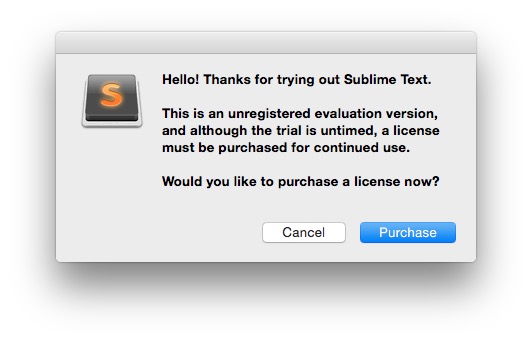 S
Hello! Thanks for trying out Sublime Text.
This is an unregistered evaluation version,
and although the trial is untimed, a license
must be purchased for continued use.
Would you like to purchase a license now?
Cancel
Purchase